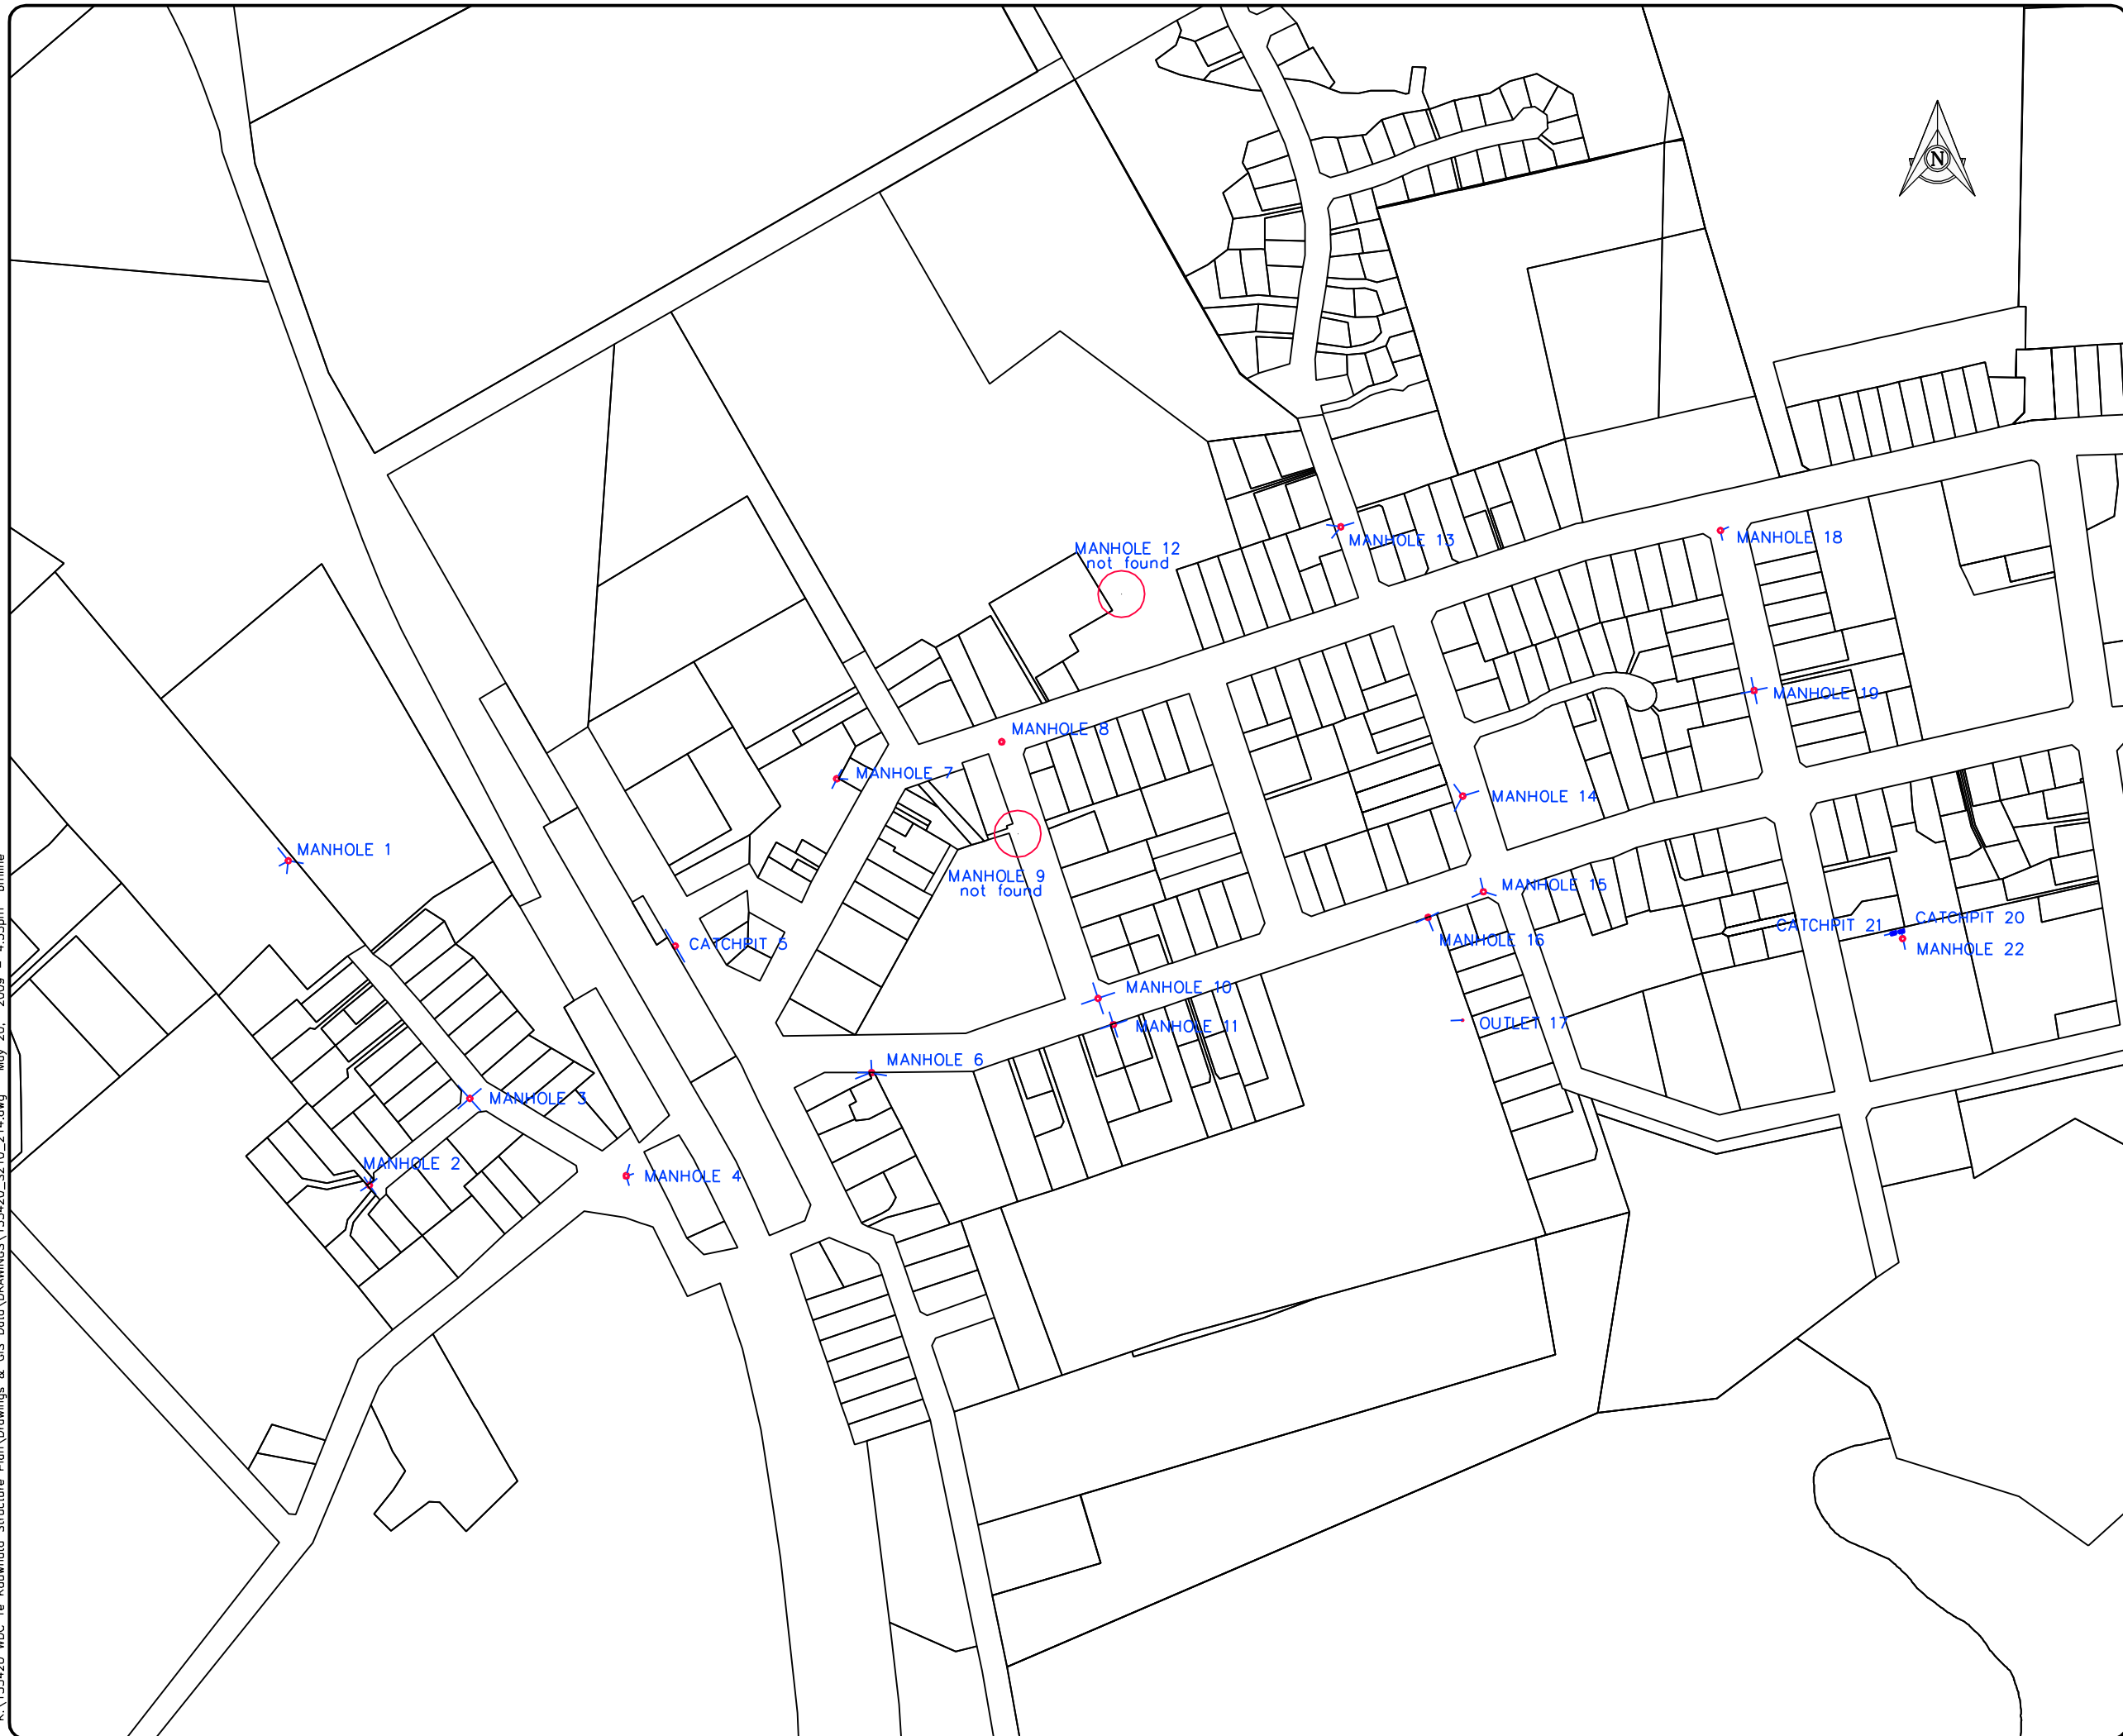 N
MANHOLE 12
not found
MANHOLE 13
MANHOLE 18
MANHOLE 19
MANHOLE 8
MANHOLE 7
MANHOLE 14
MANHOLE 1
MANHOLE 9
not found
MANHOLE 15
CATCHPIT 20
CATCHPIT 21
MANHOLE 16
CATCHPIT 5
MANHOLE 22
MANHOLE 10
OUTLET 17
MANHOLE 11
MANHOLE 6
MANHOLE 3
MANHOLE 2
MANHOLE 4